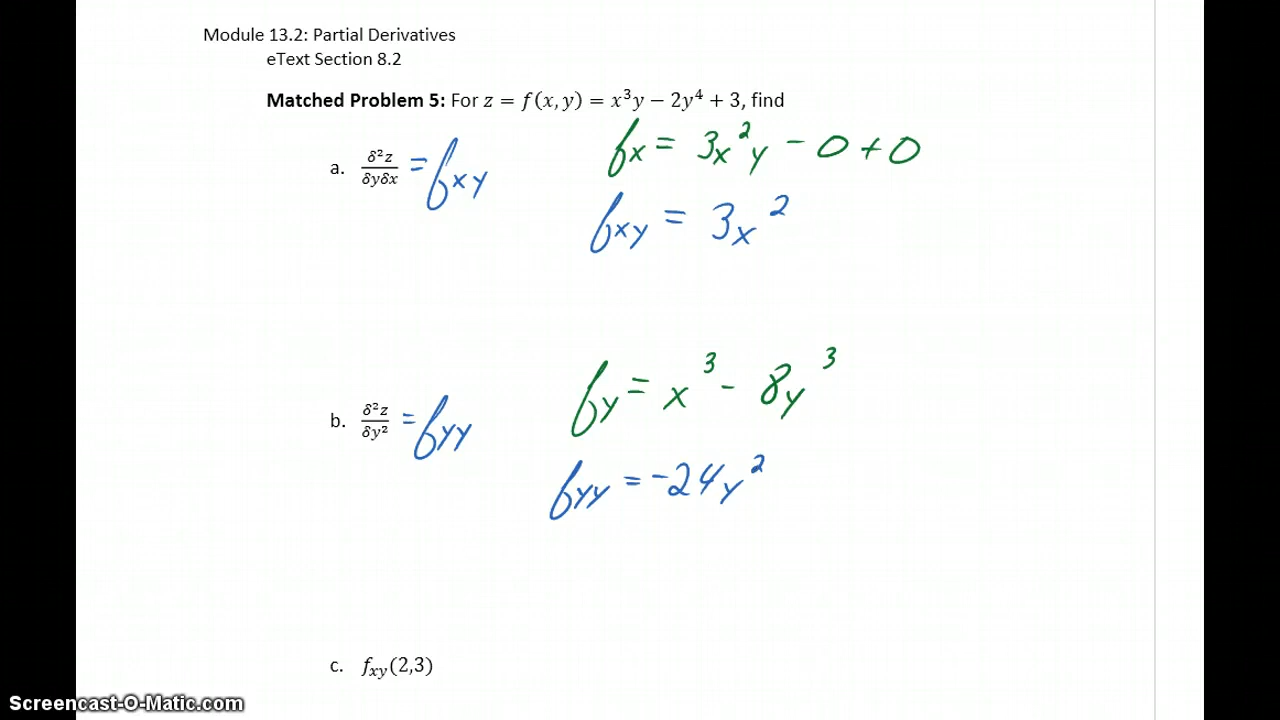 Module 13.2: Partial Derivatives
eText Section 8.2
Matched Problem 5: For z = f(x, y) = x³y − 2y⁴ + 3, find
fx = 3x²y − 0 + 0
a. δ²z/δyδx = fxy
fxy = 3x²
fy = x³ − 8y³
b. δ²z/δy² = fyy
fyy = −24y²
c. fxy(2,3)
Screencast-O-Matic.com